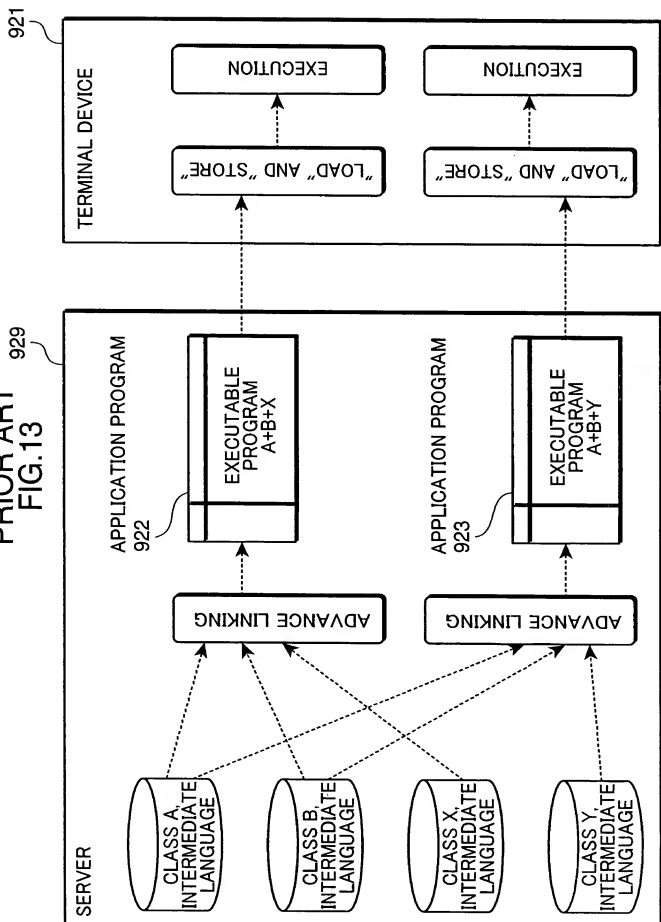 PRIOR ART
FIG.13
929
921
SERVER
TERMINAL DEVICE
CLASS A,
INTERMEDIATE
LANGUAGE
CLASS B,
INTERMEDIATE
LANGUAGE
CLASS X,
INTERMEDIATE
LANGUAGE
CLASS Y,
INTERMEDIATE
LANGUAGE
ADVANCE LINKING
ADVANCE LINKING
APPLICATION PROGRAM
922
EXECUTABLE
PROGRAM
A+B+X
APPLICATION PROGRAM
923
EXECUTABLE
PROGRAM
A+B+Y
"LOAD" AND "STORE"
EXECUTION
"LOAD" AND "STORE"
EXECUTION